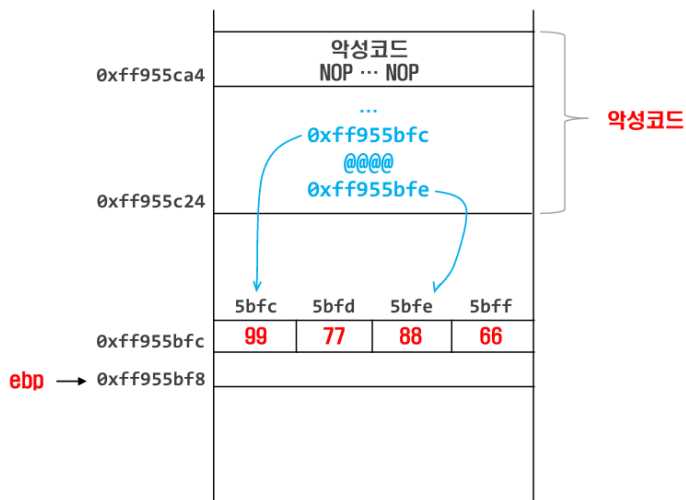 악성코드
NOP ... NOP
0xff955ca4
...
0xff955bfc
악성코드
@@@@
0xff955bfe
0xff955c24
5bfc 5bfd 5bfe 5bff
0xff955bfc 99 77 88 66
ebp 0xff955bf8